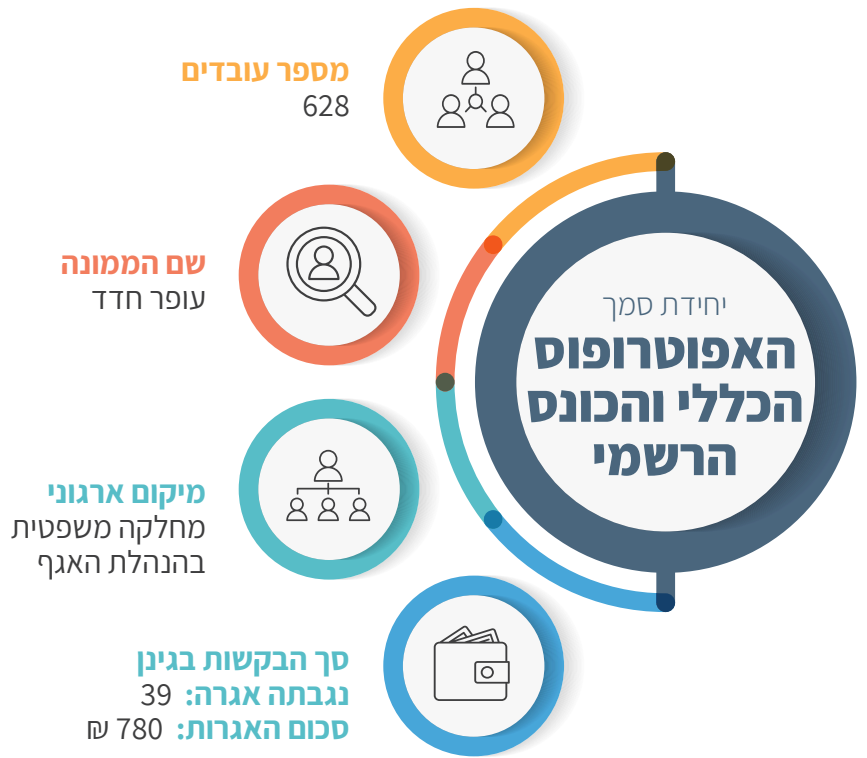 יחידת סמך
האפוטרופוס
הכללי והכונס
הרשמי
מספר עובדים
628
שם הממונה
עופר חדד
מיקום ארגוני
מחלקה משפטית
בהנהלת האגף
סך הבקשות בגינן
נגבתה אגרה: 39
סכום האגרות: 780 ₪